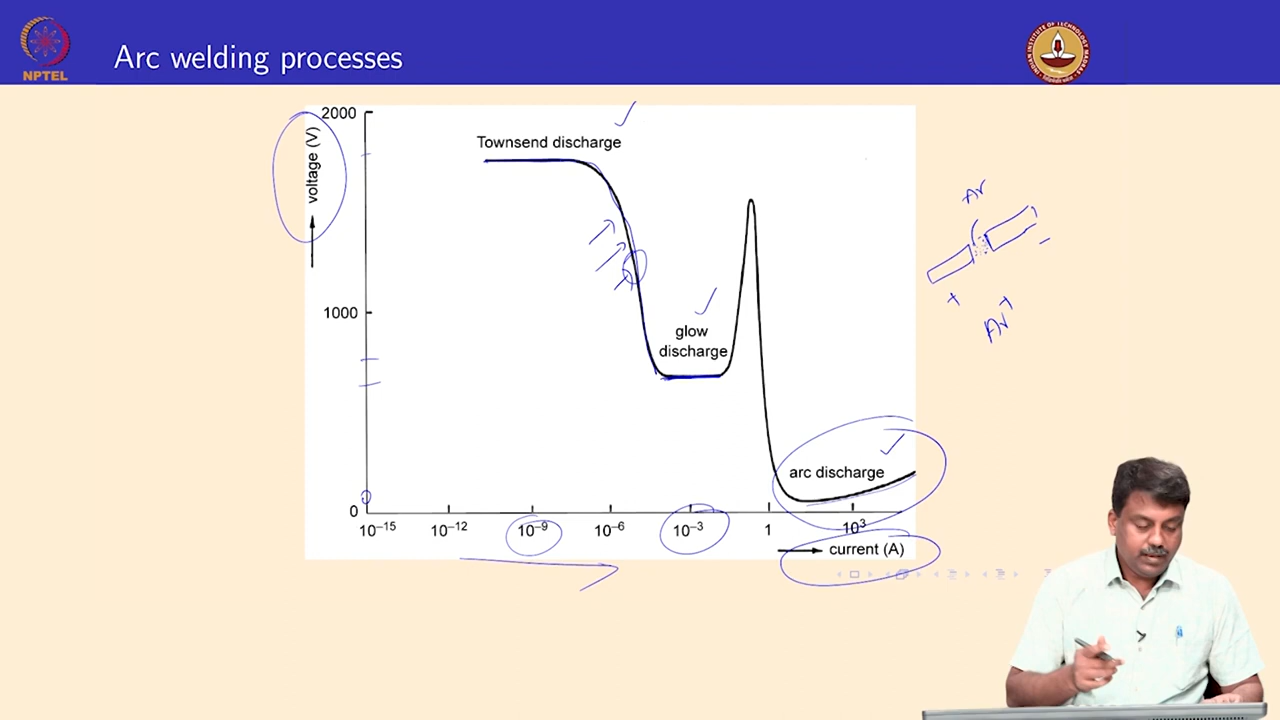 NPTEL
Arc welding processes
2000
Townsend discharge
voltage (V)
1000
glow
discharge
arc discharge
0
10⁻¹⁵ 10⁻¹² 10⁻⁹ 10⁻⁶ 10⁻³ 1 10³
current (A)
Ar
+
−
Ar⁺